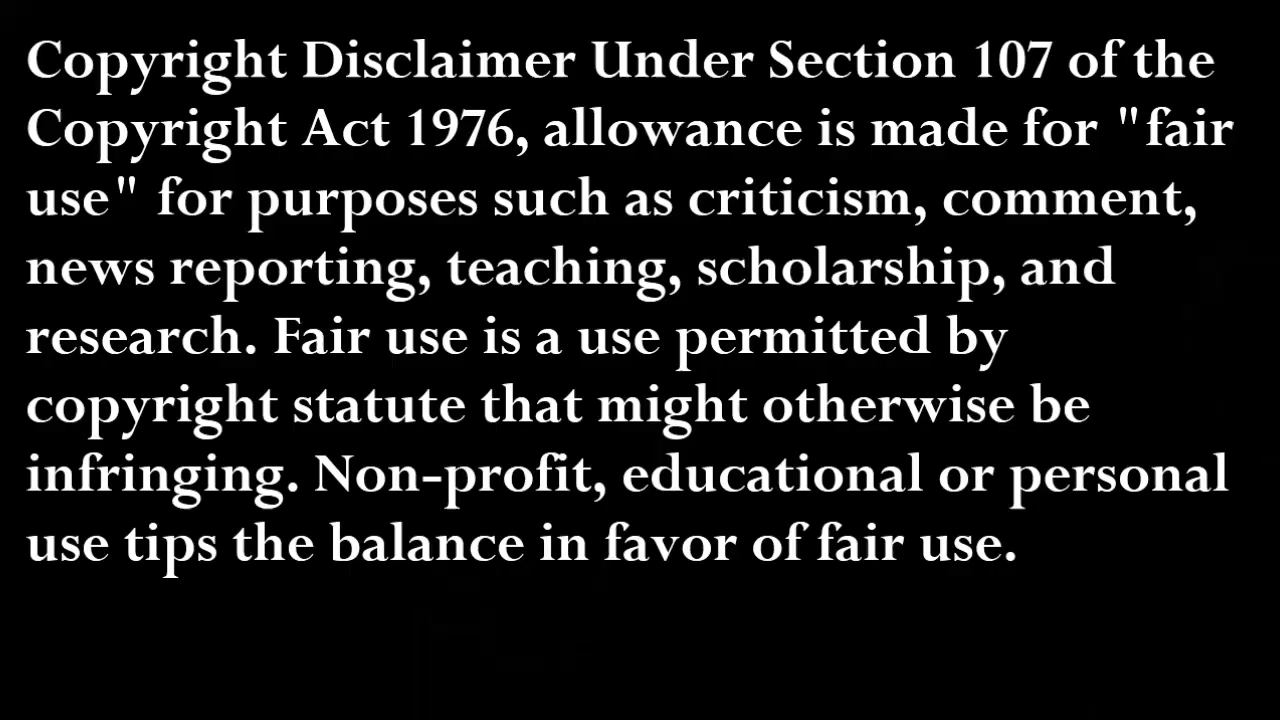 Copyright Disclaimer Under Section 107 of the
Copyright Act 1976, allowance is made for "fair
use" for purposes such as criticism, comment,
news reporting, teaching, scholarship, and
research. Fair use is a use permitted by
copyright statute that might otherwise be
infringing. Non-profit, educational or personal
use tips the balance in favor of fair use.